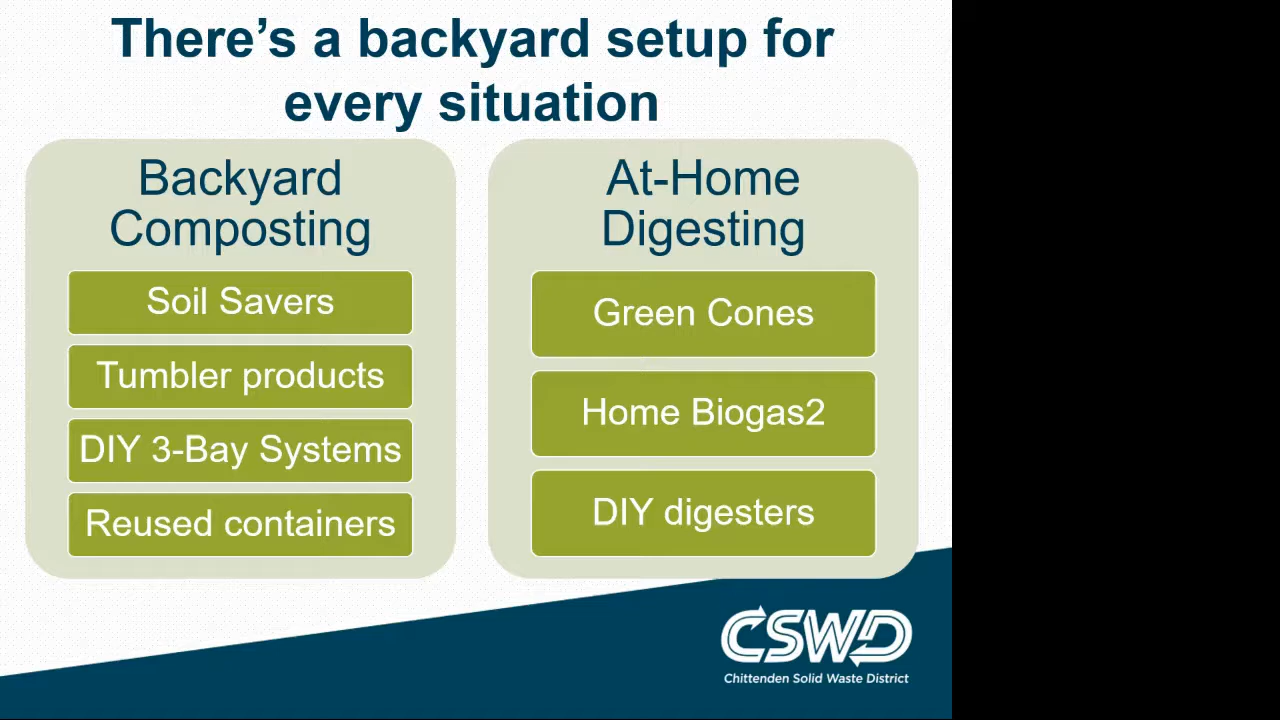 There’s a backyard setup for
every situation
Backyard
Composting
Soil Savers
Tumbler products
DIY 3-Bay Systems
Reused containers
At-Home
Digesting
Green Cones
Home Biogas2
DIY digesters
CSWD
Chittenden Solid Waste District